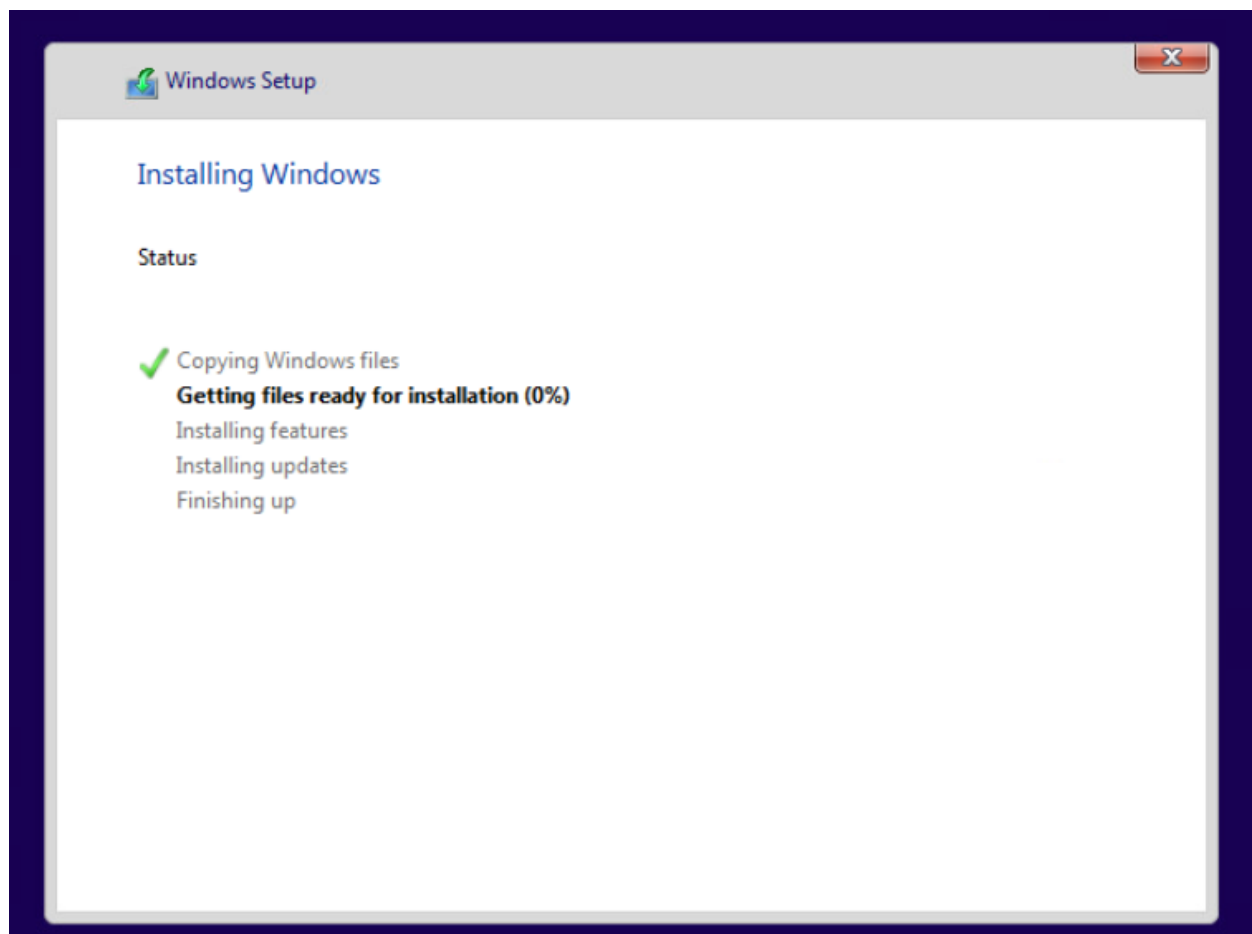 Windows Setup
Installing Windows
Status
Copying Windows files
Getting files ready for installation (0%)
Installing features
Installing updates
Finishing up